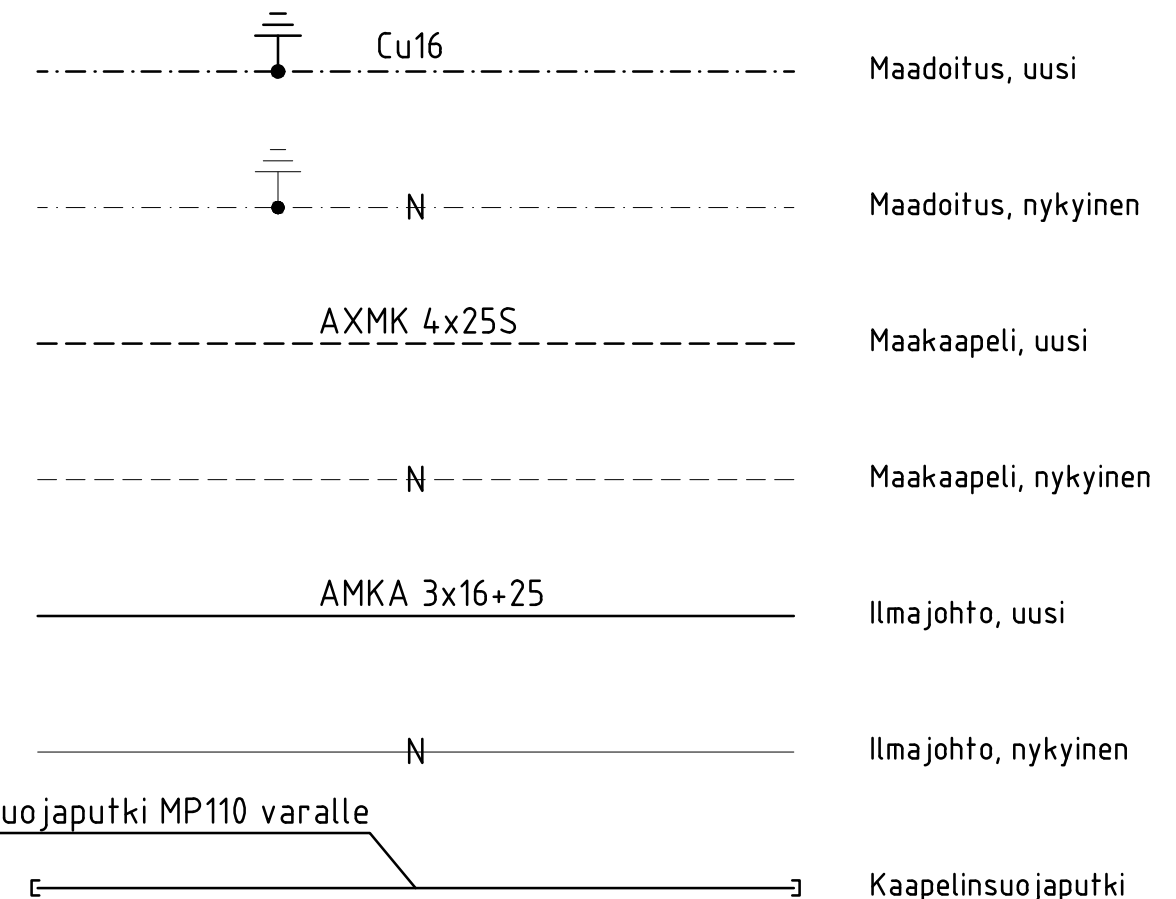 Cu16
Maadoitus, uusi
N
Maadoitus, nykyinen
AXMK 4x25S
Maakaapeli, uusi
N
Maakaapeli, nykyinen
AMKA 3x16+25
Ilmajohto, uusi
N
Ilmajohto, nykyinen
uojaputki MP110 varalle
Kaapelinsuojaputki